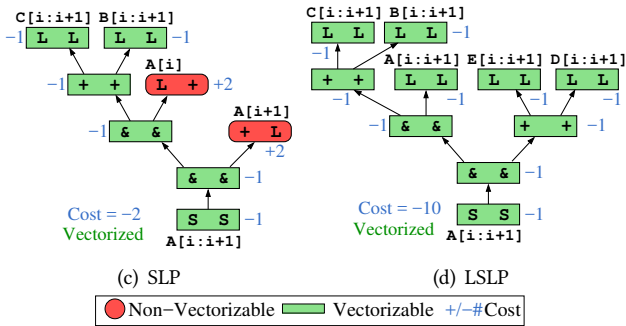 C[i:i+1] B[i:i+1]
−1 L L L L −1
A[i]
−1 + + L + +2
A[i+1]
−1 & & + L
+2
& & −1
Cost = −2
Vectorized
S S −1
A[i:i+1]
(c) SLP
C[i:i+1] B[i:i+1]
L L L L −1
−1
A[i:i+1] E[i:i+1] D[i:i+1]
+ + L L L L L L
−1 −1 −1 −1
& & + +
−1 −1
& & −1
Cost = −10
Vectorized
S S −1
A[i:i+1]
(d) LSLP
Non−Vectorizable Vectorizable +/−#Cost